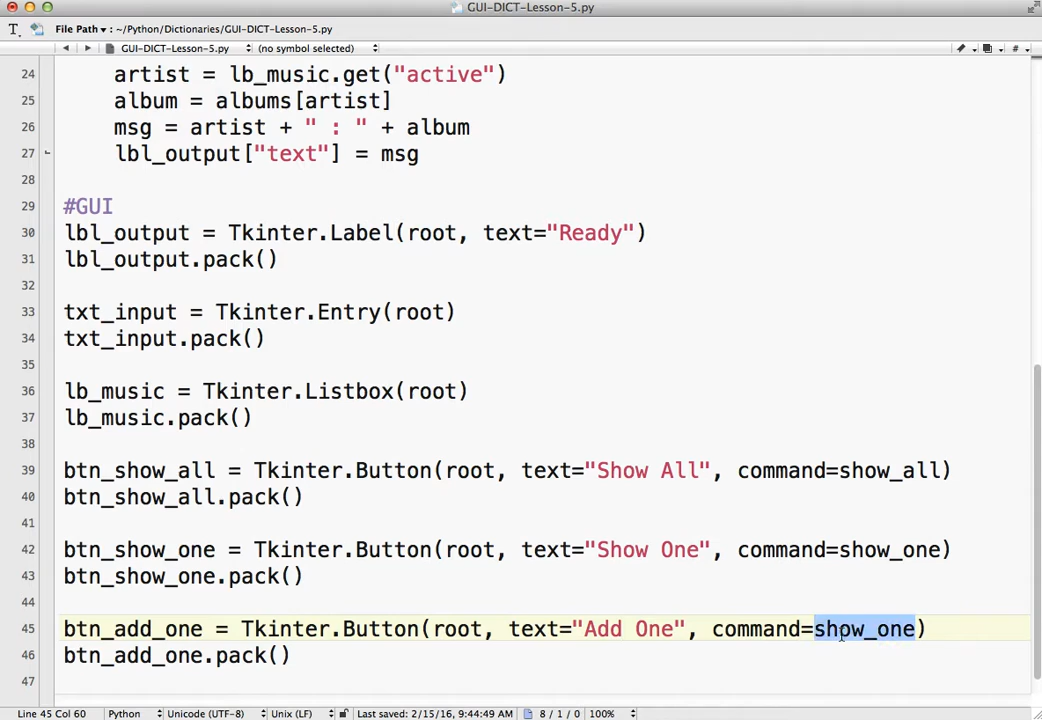 GUI-DICT-Lesson-5.py
File Path ▾ : ~/Python/Dictionaries/GUI-DICT-Lesson-5.py
GUI-DICT-Lesson-5.py (no symbol selected)
24 artist = lb_music.get("active")
25 album = albums[artist]
26 msg = artist + " : " + album
27 lbl_output["text"] = msg
28
29 #GUI
30 lbl_output = Tkinter.Label(root, text="Ready")
31 lbl_output.pack()
32
33 txt_input = Tkinter.Entry(root)
34 txt_input.pack()
35
36 lb_music = Tkinter.Listbox(root)
37 lb_music.pack()
38
39 btn_show_all = Tkinter.Button(root, text="Show All", command=show_all)
40 btn_show_all.pack()
41
42 btn_show_one = Tkinter.Button(root, text="Show One", command=show_one)
43 btn_show_one.pack()
44
45 btn_add_one = Tkinter.Button(root, text="Add One", command=show_one)
46 btn_add_one.pack()
47
Line 45 Col 60 Python Unicode (UTF-8) Unix (LF) Last saved: 2/15/16, 9:44:49 AM 8 / 1 / 0 100%